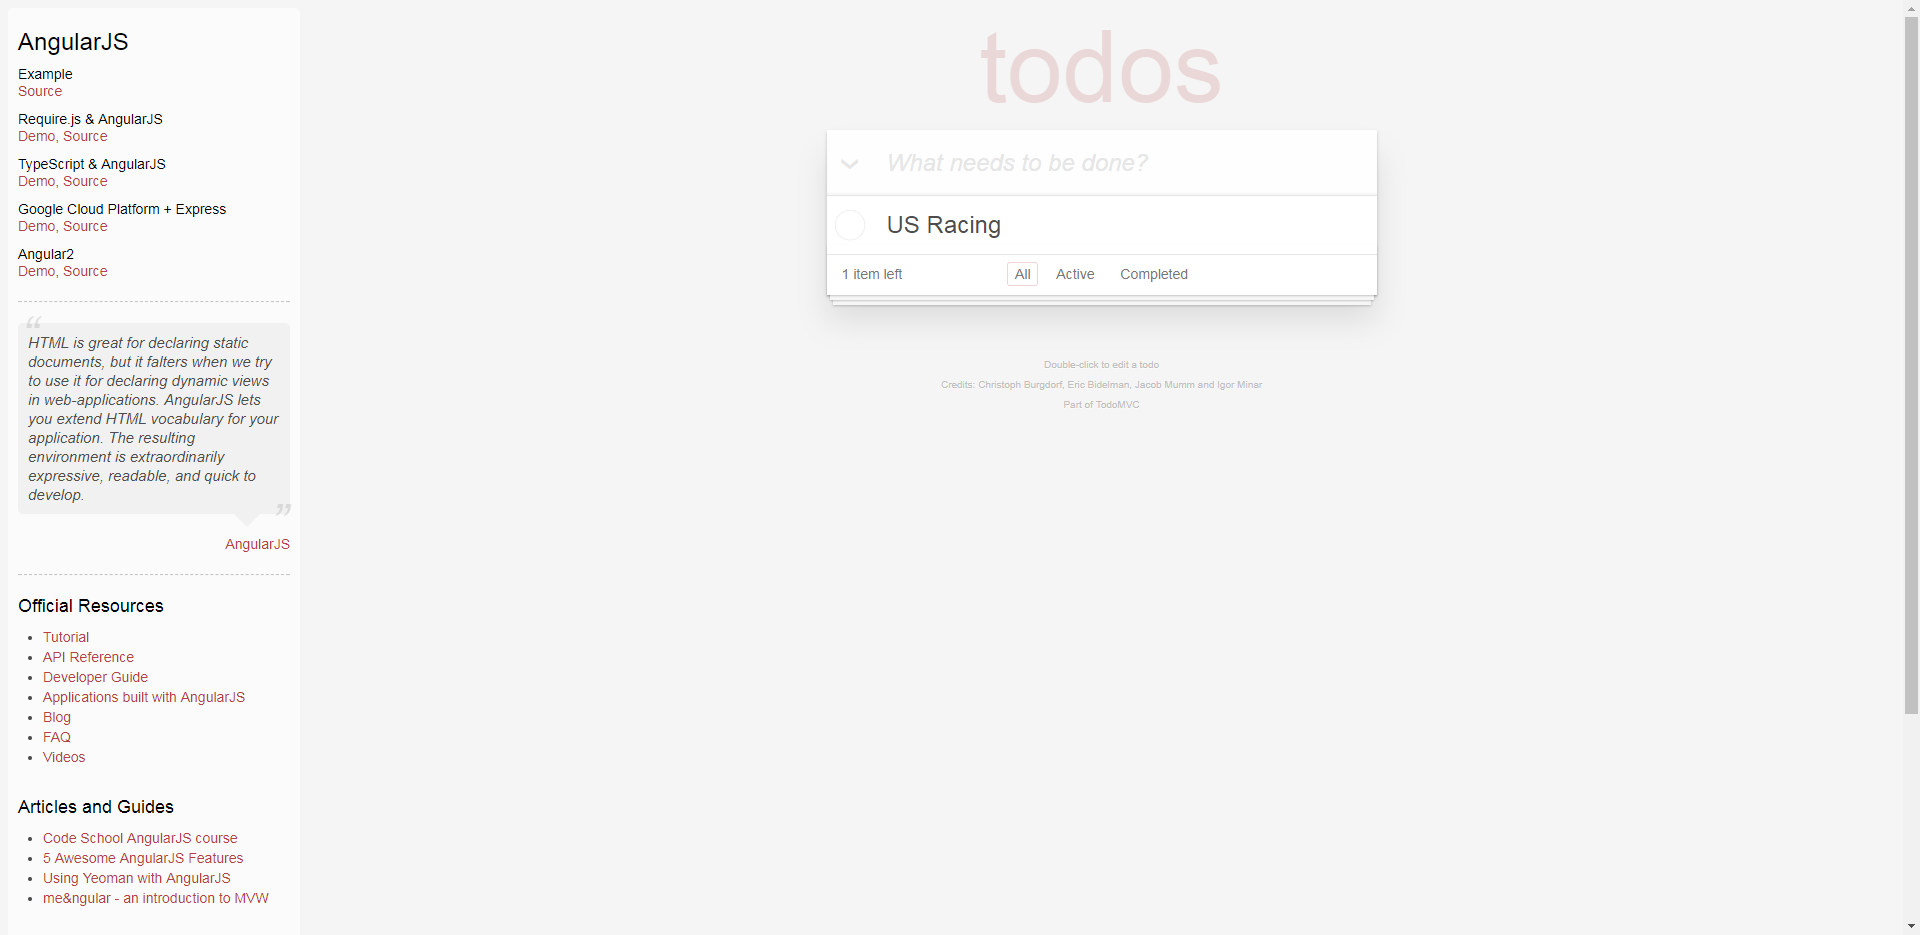 AngularJS
Example
Source
Require.js & AngularJS
Demo, Source
TypeScript & AngularJS
Demo, Source
Google Cloud Platform + Express
Demo, Source
Angular2
Demo, Source
“
HTML is great for declaring static
documents, but it falters when we try
to use it for declaring dynamic views
in web-applications. AngularJS lets
you extend HTML vocabulary for your
application. The resulting
environment is extraordinarily
expressive, readable, and quick to
develop.
”
AngularJS
Official Resources
• Tutorial
• API Reference
• Developer Guide
• Applications built with AngularJS
• Blog
• FAQ
• Videos
Articles and Guides
• Code School AngularJS course
• 5 Awesome AngularJS Features
• Using Yeoman with AngularJS
• me&ngular - an introduction to MVW
todos
What needs to be done?
US Racing
1 item left All Active Completed
Double-click to edit a todo
Credits: Christoph Burgdorf, Eric Bidelman, Jacob Mumm and Igor Minar
Part of TodoMVC